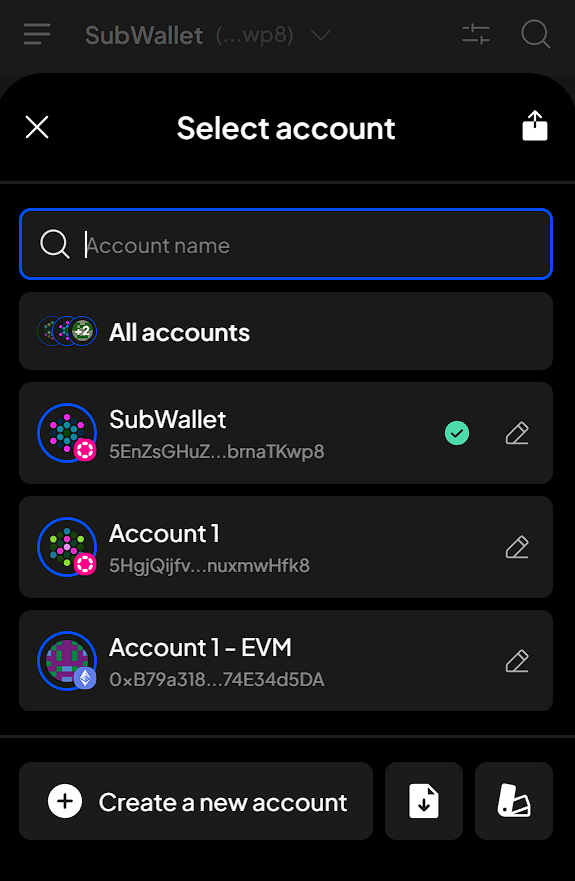 SubWallet (...wp8)
Select account
Account name
+2
All accounts
SubWallet
5EnZsGHuZ...brnaTKwp8
Account 1
5HgjQijfv...nuxmwHfk8
Account 1 - EVM
0xB79a318...74E34d5DA
Create a new account